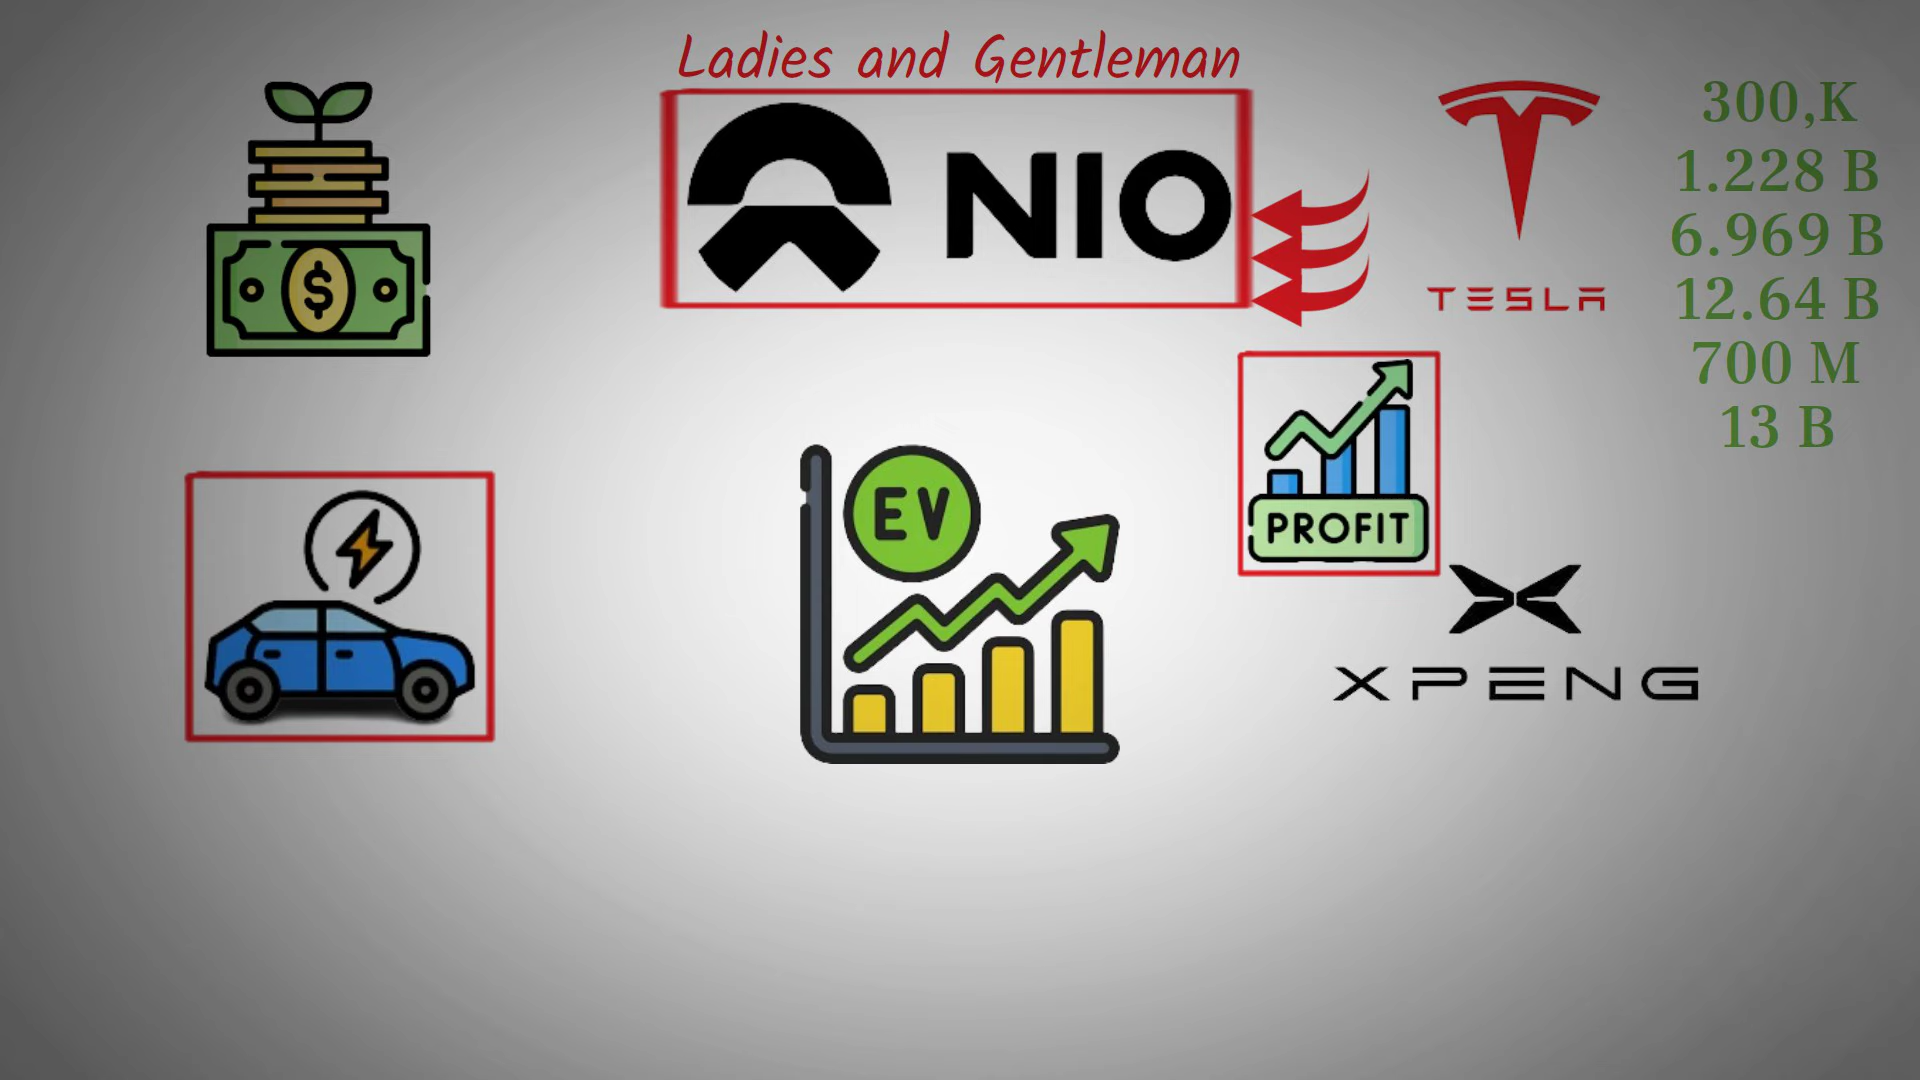 Ladies and Gentleman
NIO
TESLA
300,K
1.228 B
6.969 B
12.64 B
700 M
13 B
$
EV
PROFIT
XPENG